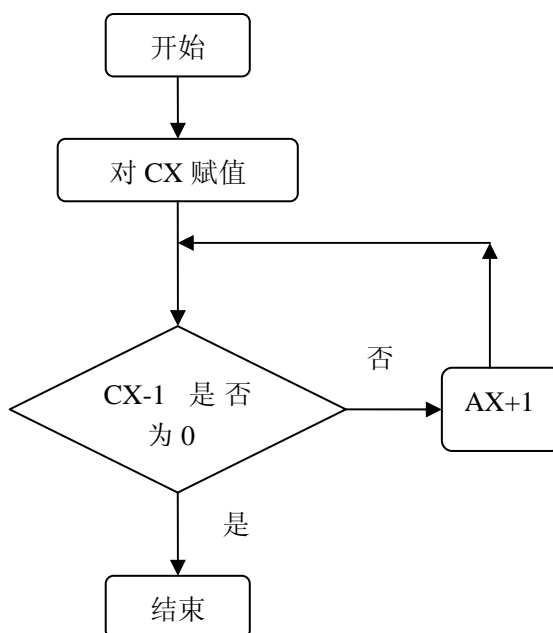 开始
对 CX 赋值
否
CX-1 是 否
为 0
AX+1
是
结束